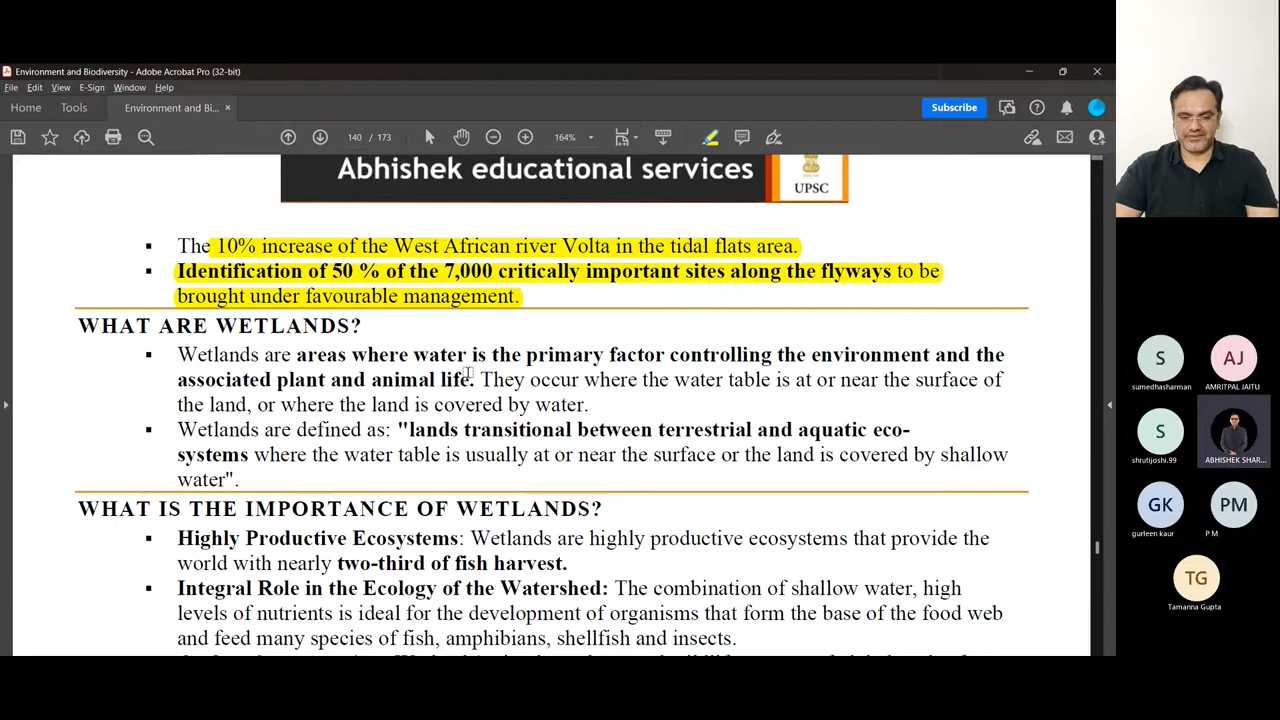 Environment and Biodiversity - Adobe Acrobat Pro (32-bit)
File Edit View E-Sign Window Help
Home Tools Environment and Bi... × Subscribe
140 / 173 164%
Abhishek educational services
UPSC
▪ The 10% increase of the West African river Volta in the tidal flats area.
▪ Identification of 50 % of the 7,000 critically important sites along the flyways to be
brought under favourable management.
WHAT ARE WETLANDS?
▪ Wetlands are areas where water is the primary factor controlling the environment and the
associated plant and animal life. They occur where the water table is at or near the surface of
the land, or where the land is covered by water.
▪ Wetlands are defined as: "lands transitional between terrestrial and aquatic eco-
systems where the water table is usually at or near the surface or the land is covered by shallow
water".
WHAT IS THE IMPORTANCE OF WETLANDS?
▪ Highly Productive Ecosystems: Wetlands are highly productive ecosystems that provide the
world with nearly two-third of fish harvest.
▪ Integral Role in the Ecology of the Watershed: The combination of shallow water, high
levels of nutrients is ideal for the development of organisms that form the base of the food web
and feed many species of fish, amphibians, shellfish and insects.
S AJ
sumedhasharman AMRITPAL JAITU
S
shrutijoshi.99 ABHISHEK SHAR...
GK PM
gurleen kaur P M
TG
Tamanna Gupta